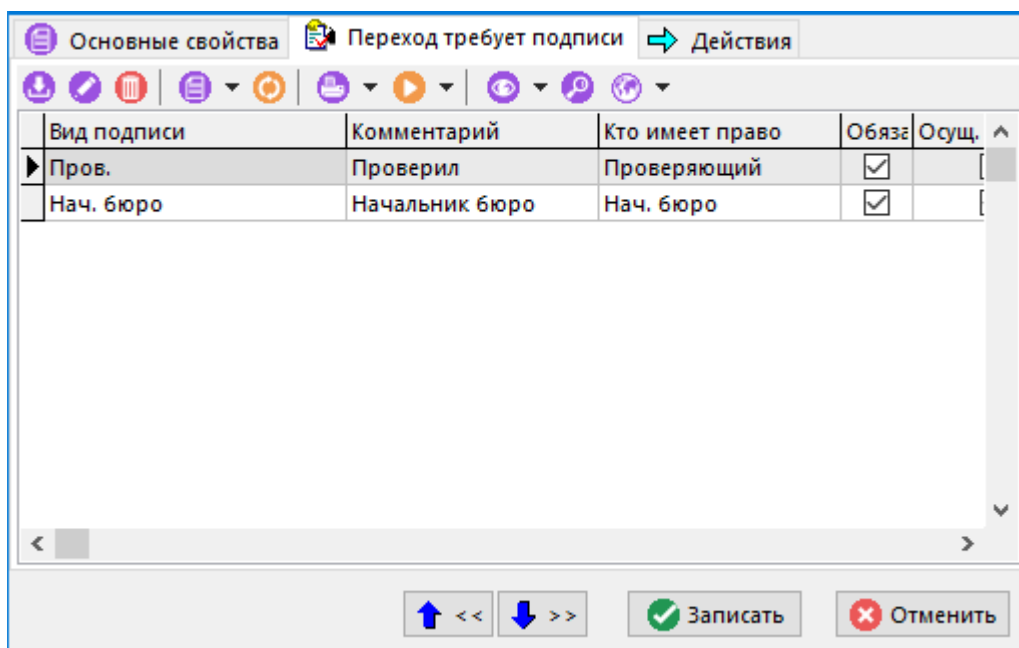 Основные свойства Переход требует подписи Действия
Вид подписи Комментарий Кто имеет право Обяза Осущ.
Пров. Проверил Проверяющий
Нач. бюро Начальник бюро Нач. бюро
<< >> Записать Отменить